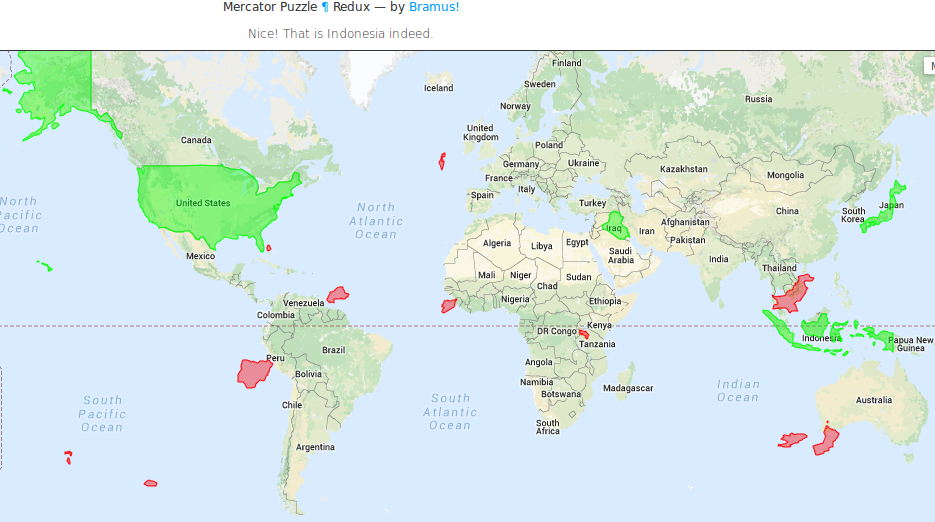 Mercator Puzzle ¶ Redux — by Bramus!
Nice! That is Indonesia indeed.
Finland
Iceland
Sweden
Russia
Norway
Canada
United
Kingdom
Poland
Germany
Ukraine
Kazakhstan
Mongolia
France
Italy
Spain
Turkey
North
Pacific
Ocean
United States
North
Atlantic
Ocean
China
South
Korea
Japan
Iraq
Iran
Afghanistan
Pakistan
Algeria
Libya
Egypt
Saudi
Arabia
Mexico
India
Thailand
Mali
Niger
Chad
Sudan
Venezuela
Colombia
Nigeria
Ethiopia
DR Congo
Kenya
Tanzania
Indonesia
Papua New
Guinea
Peru
Brazil
Bolivia
Angola
Namibia
Botswana
Madagascar
Indian
Ocean
Australia
South
Pacific
Ocean
Chile
South
Atlantic
Ocean
South
Africa
Argentina